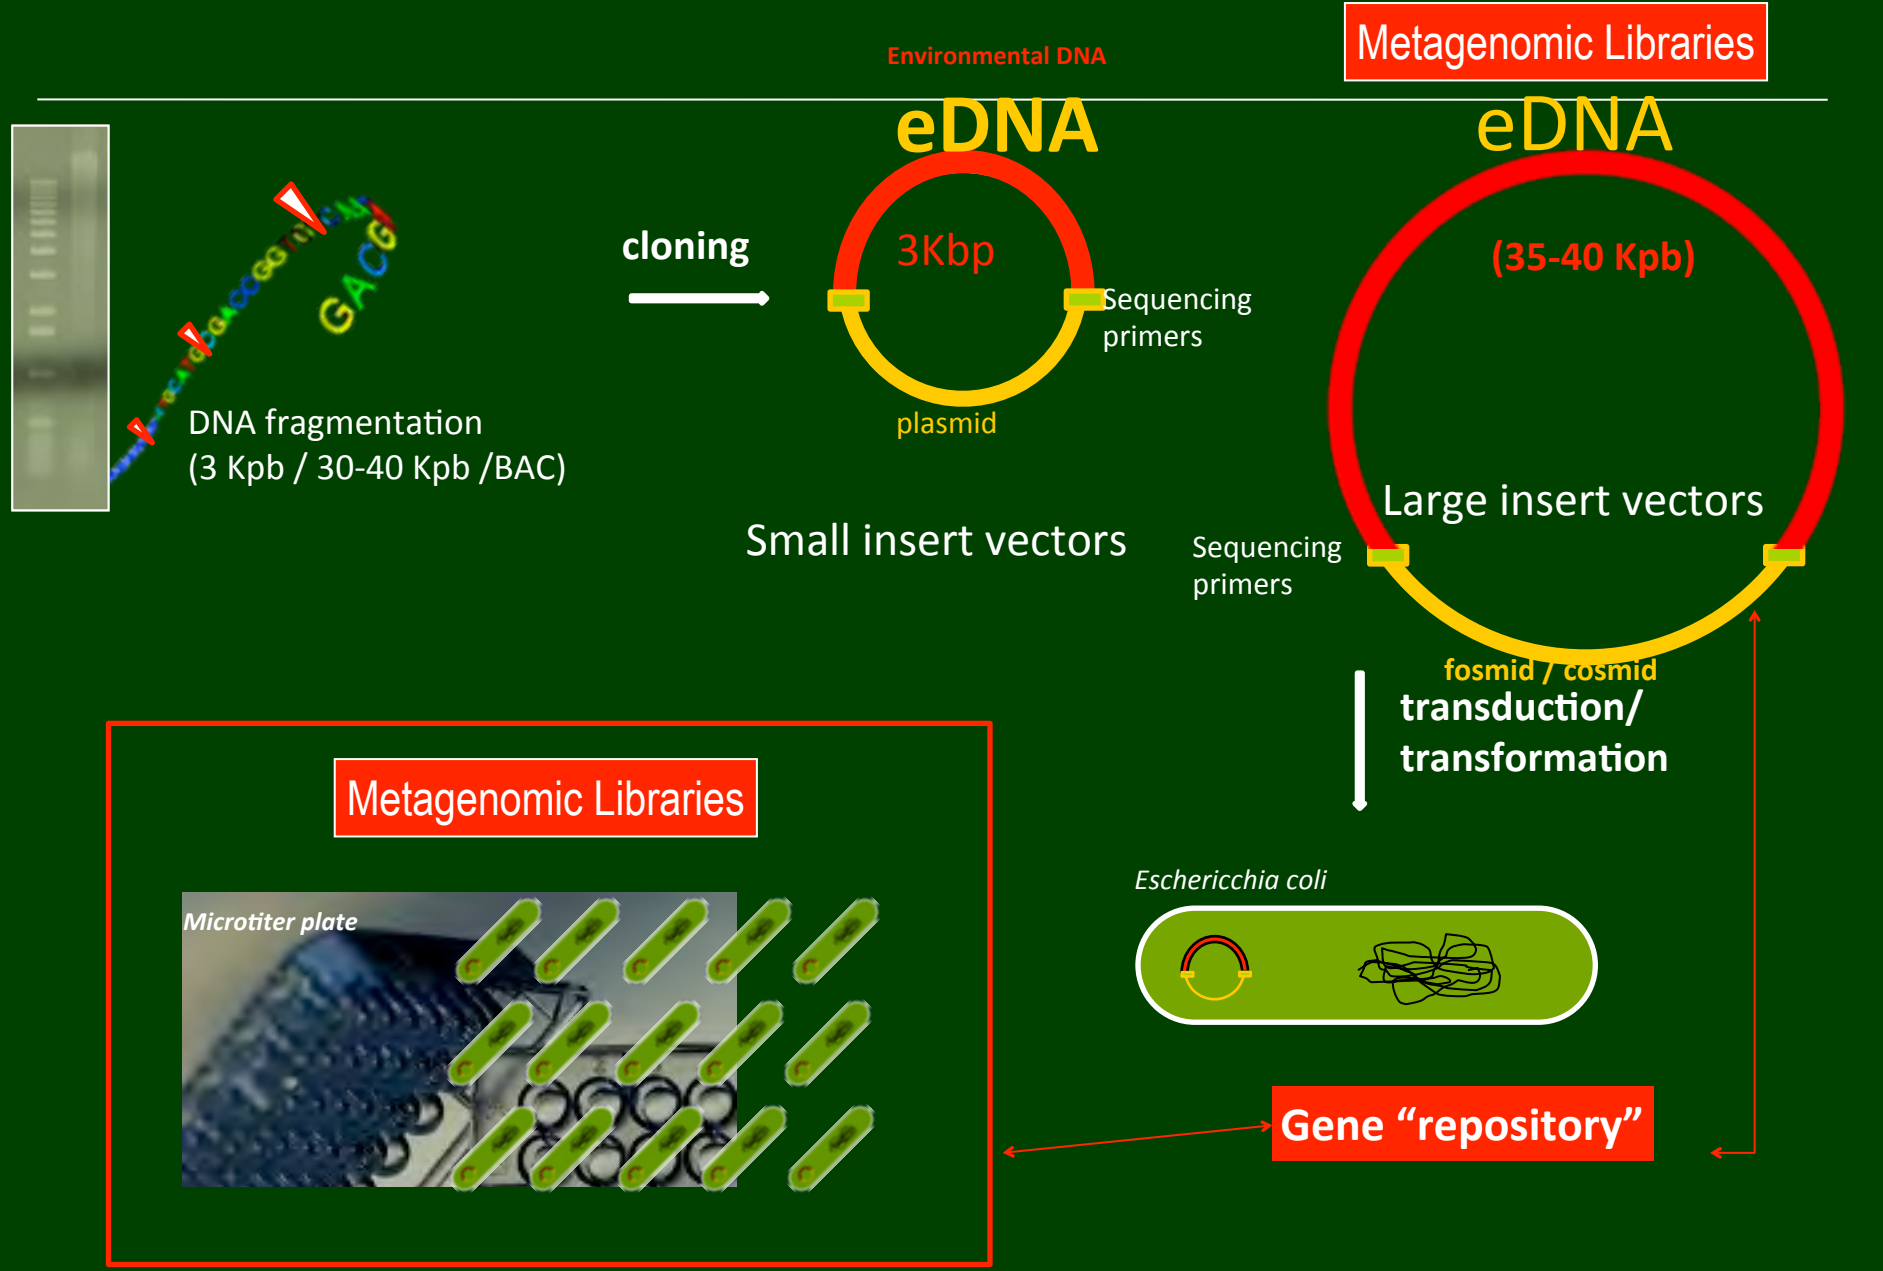 Metagenomic Libraries
Environmental DNA
eDNA
eDNA
cloning
3Kbp
(35-40 Kpb)
Sequencing
primers
plasmid
DNA fragmentation
(3 Kpb / 30-40 Kpb /BAC)
GACG
Small insert vectors
Large insert vectors
Sequencing
primers
fosmid / cosmid
transduction/
transformation
Metagenomic Libraries
Microtiter plate
Eschericchia coli
Gene “repository”